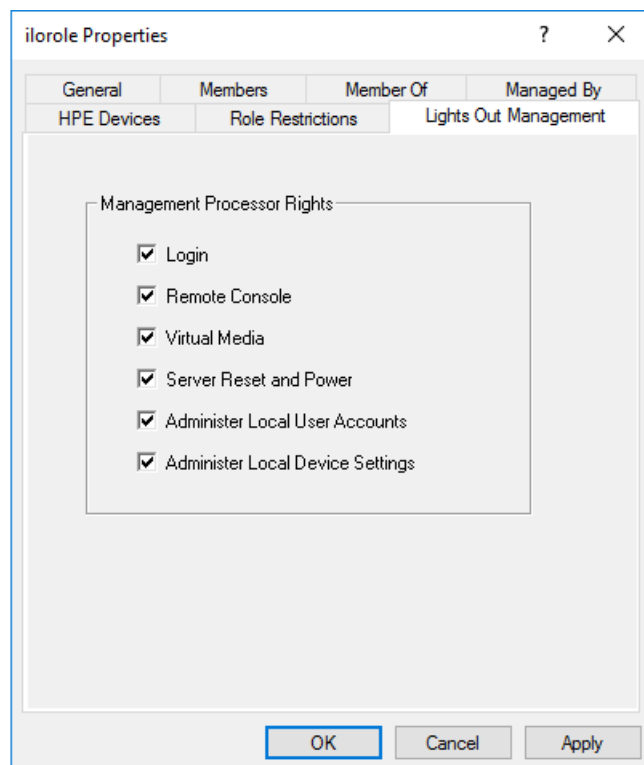 ilorole Properties ?
General Members Member Of Managed By
HPE Devices Role Restrictions Lights Out Management
Management Processor Rights
Login
Remote Console
Virtual Media
Server Reset and Power
Administer Local User Accounts
Administer Local Device Settings
OK Cancel Apply